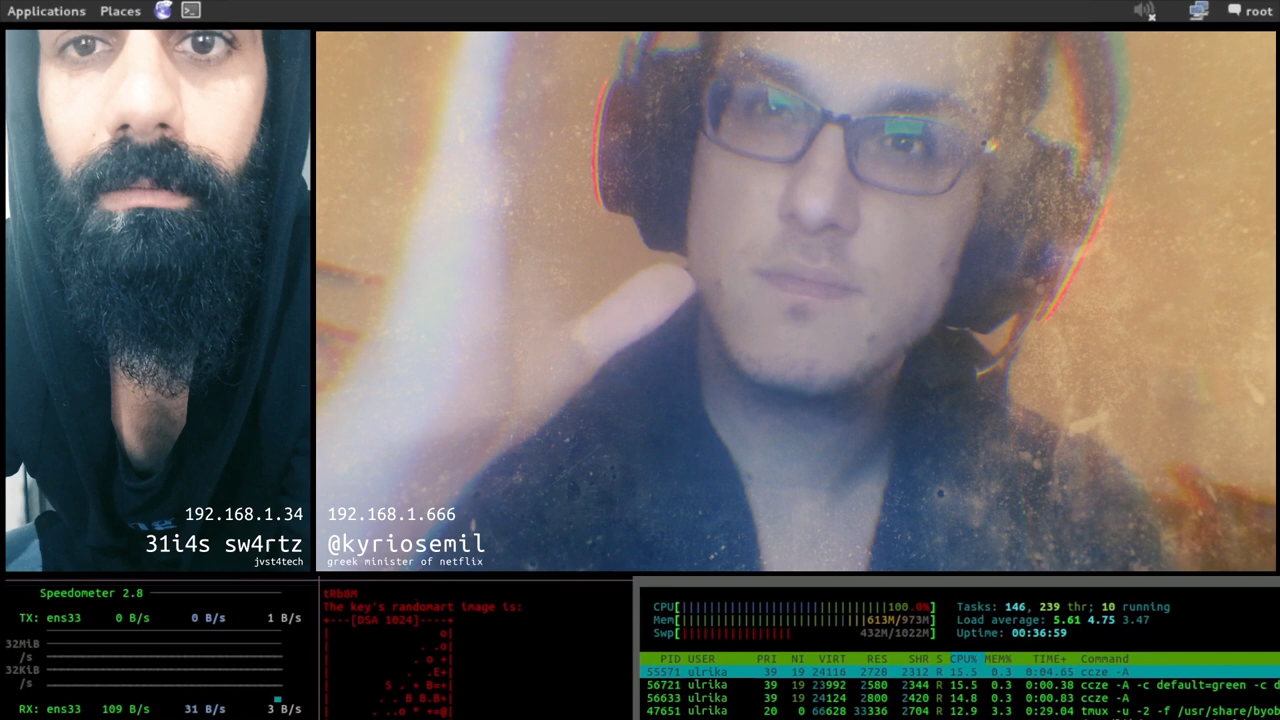 Applications Places root
192.168.1.34
31i4s sw4rtz
jvst4tech
192.168.1.666
@kyriosemil
greek minister of netflix
Speedometer 2.8
TX: ens33 0 B/s 0 B/s 1 B/s
32MiB
/s
32KiB
/s
RX: ens33 109 B/s 31 B/s 3 B/s
The key's randomart image is:
+---[DSA 1024]----+
| o|
| . .o|
| . o +|
| . .E+|
| S . * B=+|
CPU[||||||||||||||||||||||||||||||||100.0%]
Mem[|||||||||||||||||||||||||||613M/973M]
Swp[||||||||||||||| 432M/1022M]
Tasks: 146, 239 thr; 10 running
Load average: 5.61 4.75 3.47
Uptime: 00:36:59
PID USER PRI NI VIRT RES SHR S CPU% MEM% TIME+ Command
55571 ulrika 39 19 24116 2728 2312 R 15.5 0.3 0:04.65 ccze -A
56721 ulrika 39 19 23992 2580 2344 R 15.5 0.3 0:00.38 ccze -A -c default=green -c d
56633 ulrika 39 19 24124 2800 2420 R 14.8 0.3 0:00.83 ccze -A
47651 ulrika 20 0 66628 33336 2704 R 12.9 3.3 0:29.04 tmux -u -2 -f /usr/share/byob